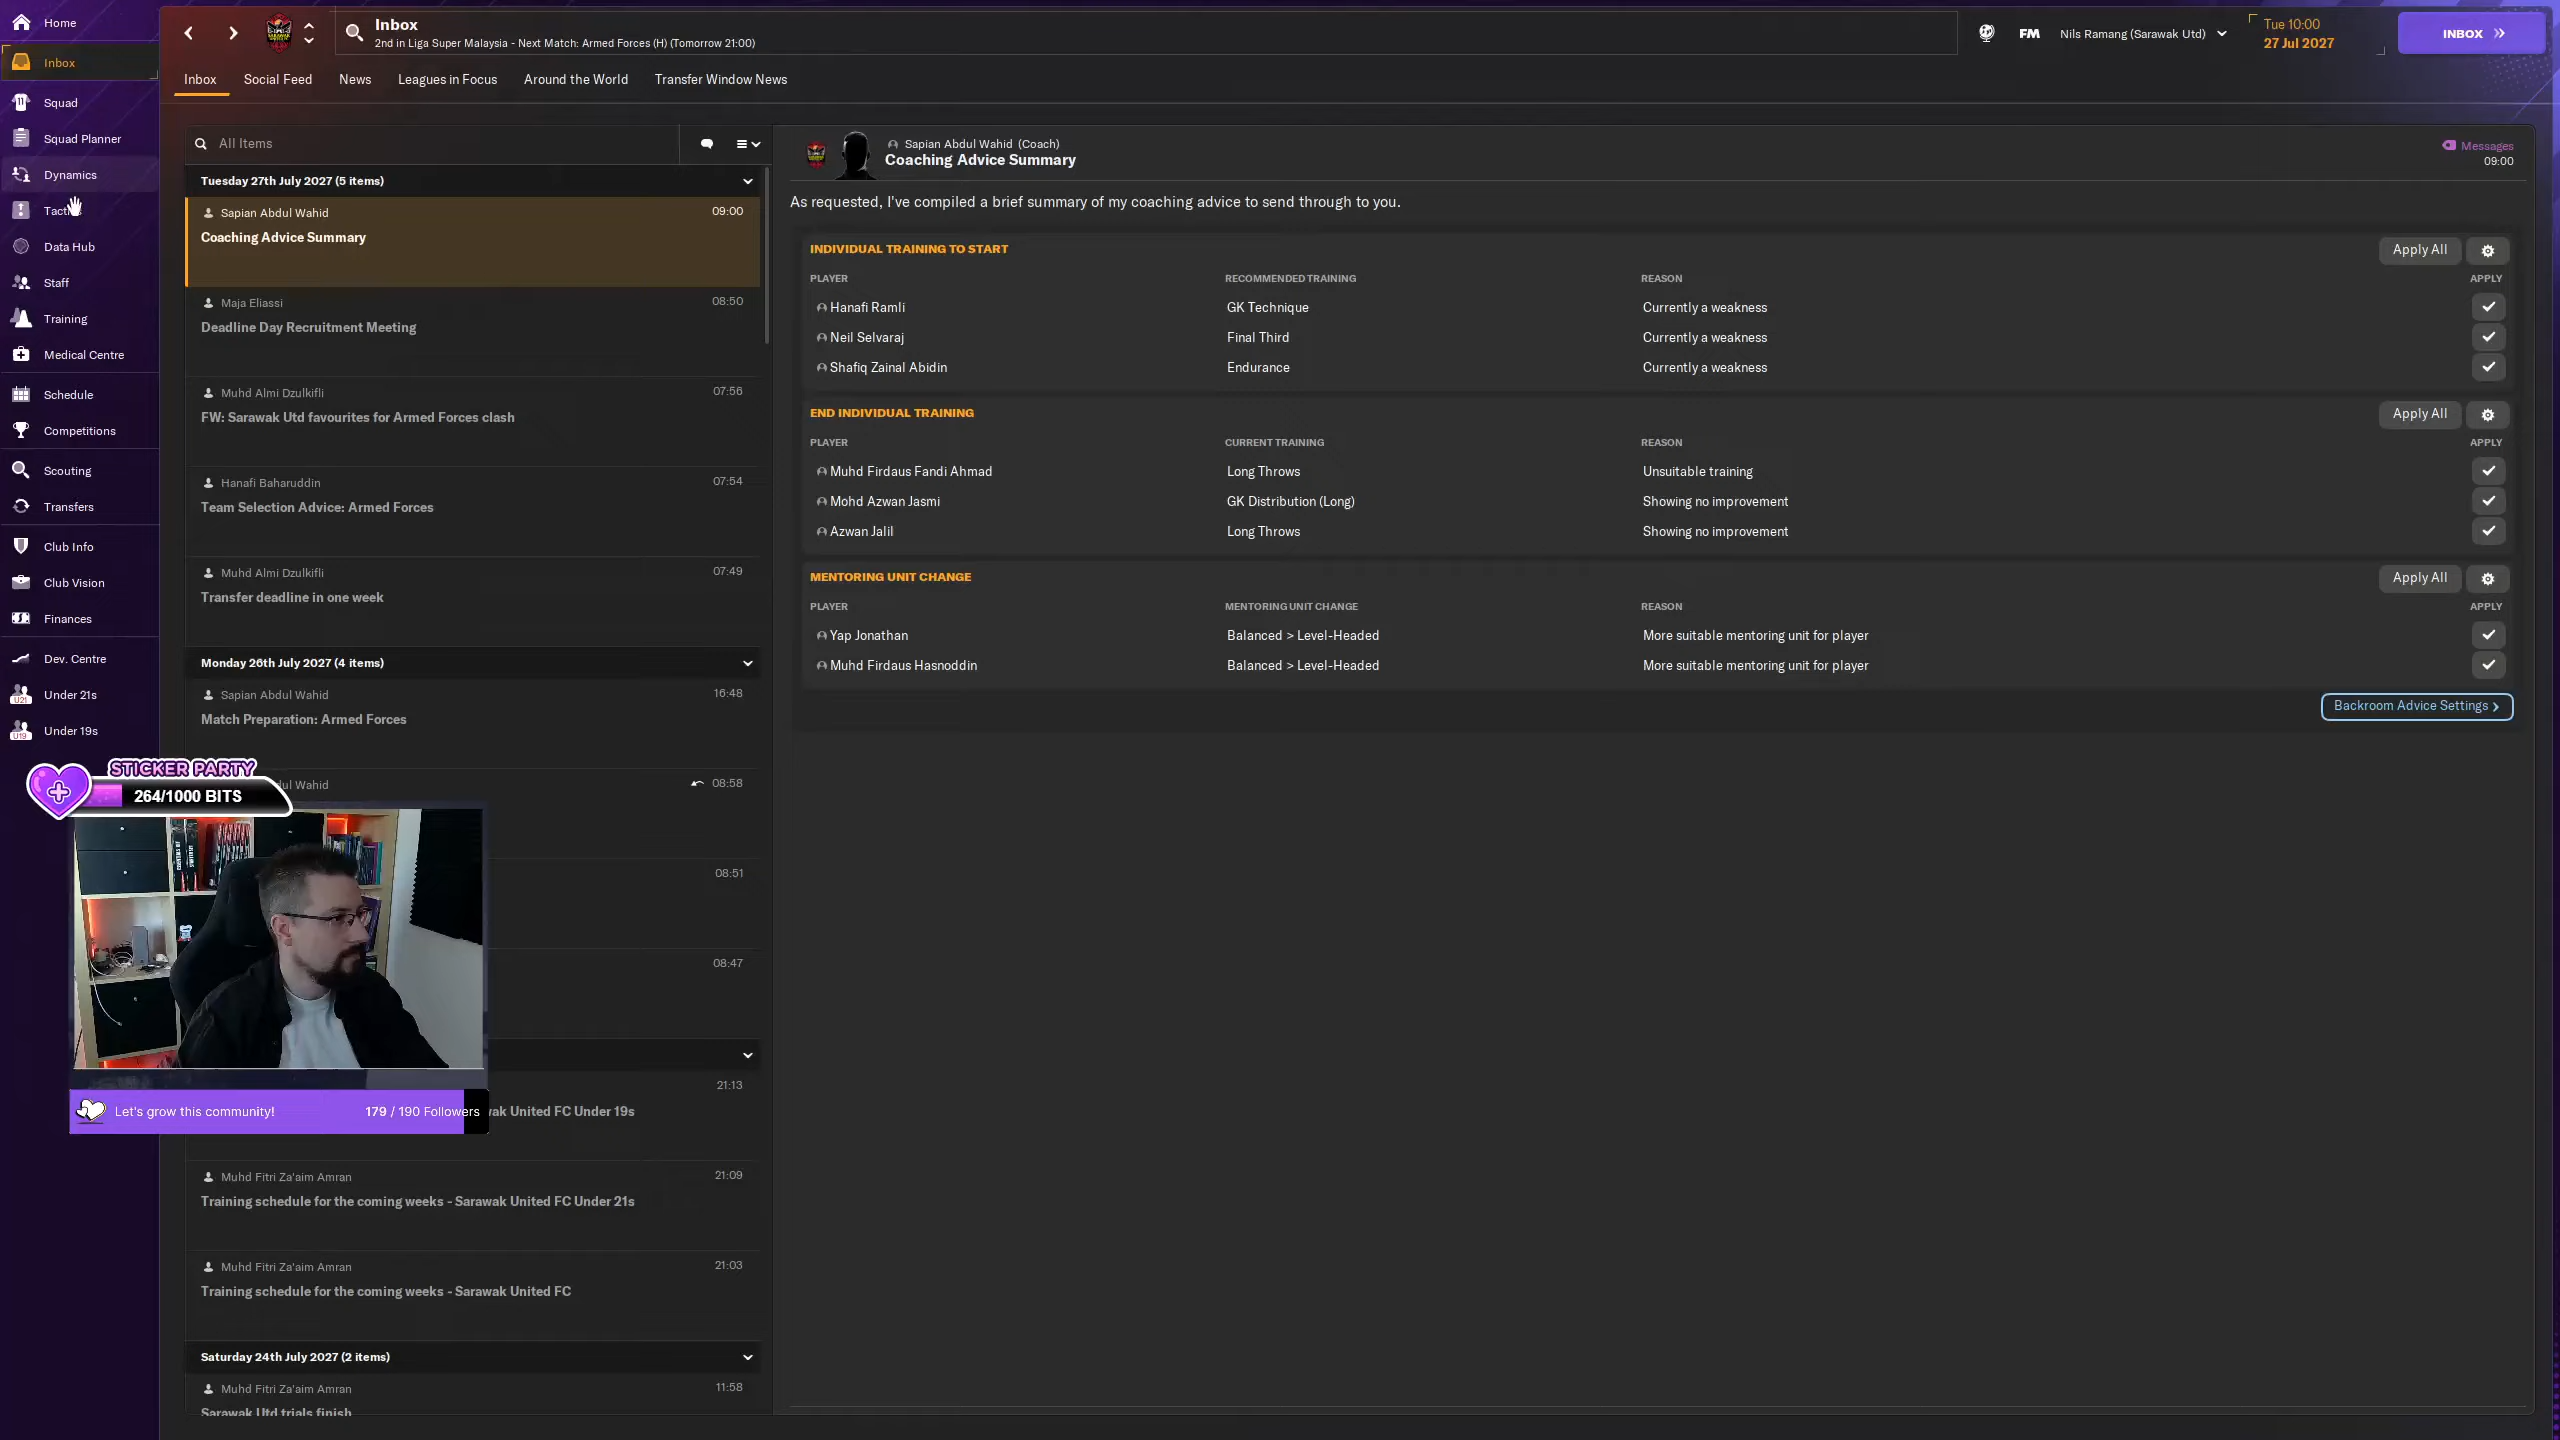 Home
Inbox
Squad
Squad Planner
Dynamics
Data Hub
Staff
Training
Medical Centre
Schedule
Competitions
Scouting
Transfers
Club Info
Club Vision
Finances
Dev. Centre
Under 21s
Under 19s
Inbox
2nd in Liga Super Malaysia - Next Match: Armed Forces (H) (Tomorrow 21:00)
FM
Nils Ramang (Sarawak Utd)
Tue 10:00
27 Jul 2027
INBOX
Inbox
Social Feed
News
Leagues in Focus
Around the World
Transfer Window News
All Items
Tuesday 27th July 2027 (5 items)
Sapian Abdul Wahid 09:00
Coaching Advice Summary
Maja Eliassi 08:50
Deadline Day Recruitment Meeting
Muhd Almi Dzulkifli 07:56
FW: Sarawak Utd favourites for Armed Forces clash
Hanafi Baharuddin 07:54
Team Selection Advice: Armed Forces
Muhd Almi Dzulkifli 07:49
Transfer deadline in one week
Monday 26th July 2027 (4 items)
Sapian Abdul Wahid 16:48
Match Preparation: Armed Forces
Wahid 08:58
08:51
08:47
21:13
United FC Under 19s
Muhd Fitri Za'aim Amran 21:09
Training schedule for the coming weeks - Sarawak United FC Under 21s
Muhd Fitri Za'aim Amran 21:03
Training schedule for the coming weeks - Sarawak United FC
Saturday 24th July 2027 (2 items)
Muhd Fitri Za'aim Amran 11:58
Sarawak Utd trials finish
Sapian Abdul Wahid (Coach)
Coaching Advice Summary
Messages
09:00
As requested, I've compiled a brief summary of my coaching advice to send through to you.
INDIVIDUAL TRAINING TO START Apply All
PLAYER RECOMMENDED TRAINING REASON APPLY
Hanafi Ramli GK Technique Currently a weakness
Neil Selvaraj Final Third Currently a weakness
Shafiq Zainal Abidin Endurance Currently a weakness
END INDIVIDUAL TRAINING Apply All
PLAYER CURRENT TRAINING REASON APPLY
Muhd Firdaus Fandi Ahmad Long Throws Unsuitable training
Mohd Azwan Jasmi GK Distribution (Long) Showing no improvement
Azwan Jalil Long Throws Showing no improvement
MENTORING UNIT CHANGE Apply All
PLAYER MENTORING UNIT CHANGE REASON APPLY
Yap Jonathan Balanced > Level-Headed More suitable mentoring unit for player
Muhd Firdaus Hasnoddin Balanced > Level-Headed More suitable mentoring unit for player
Backroom Advice Settings
STICKER PARTY
264/1000 BITS
Let's grow this community! 179 / 190 Followers